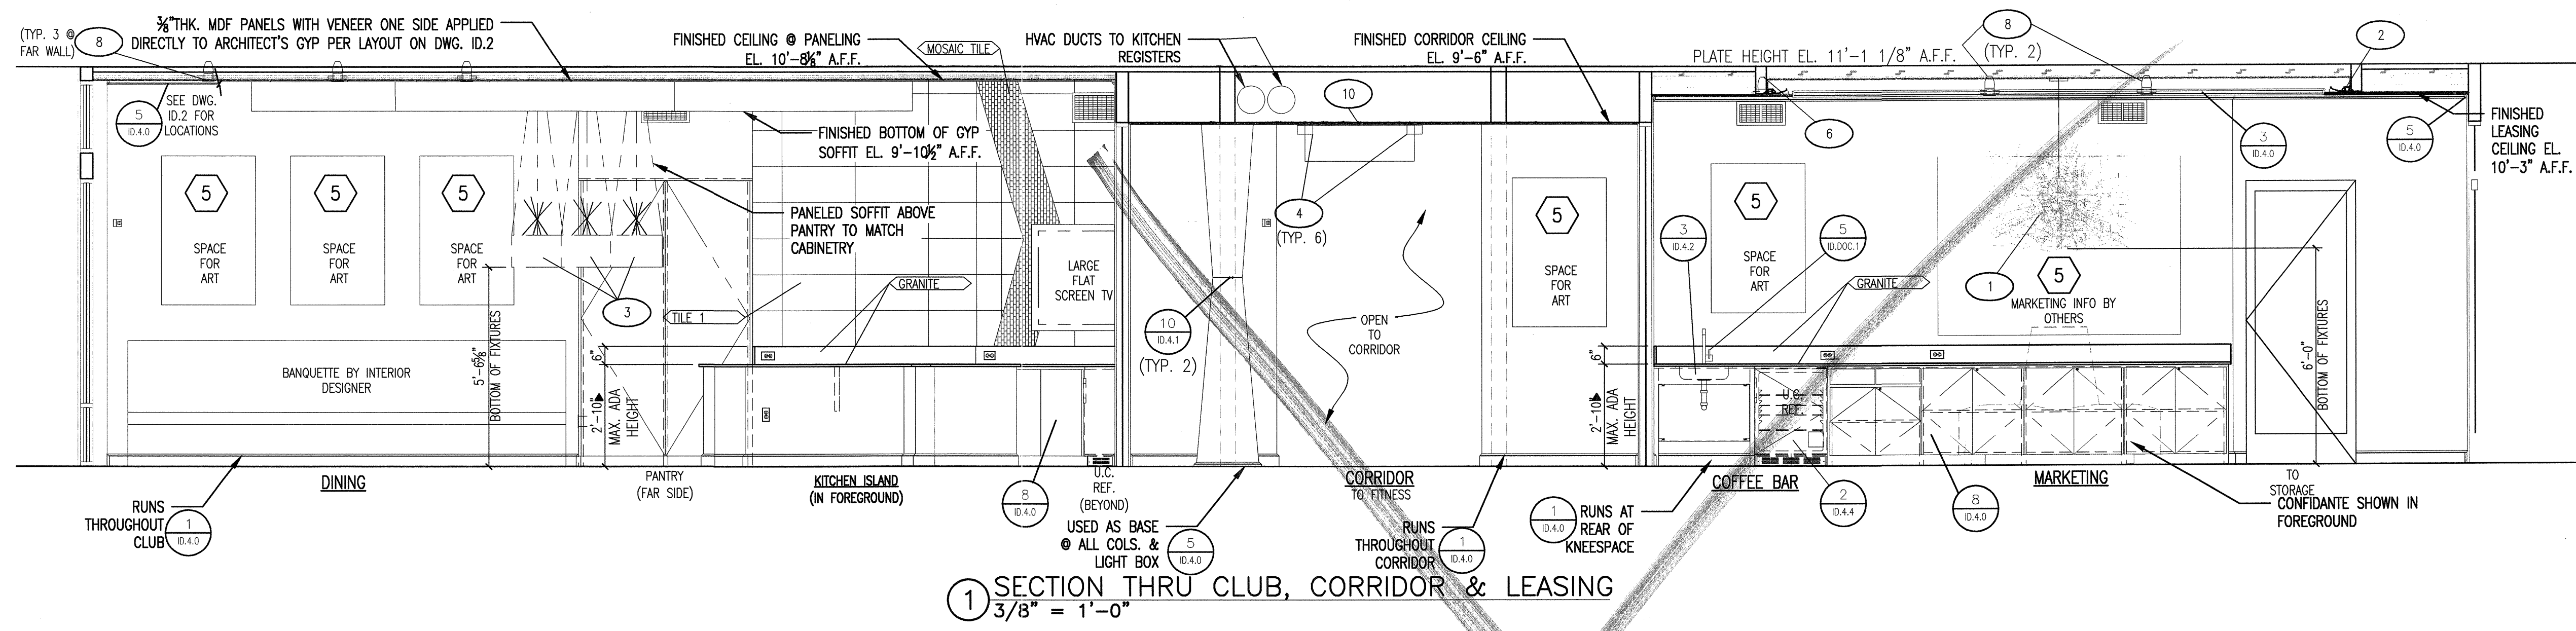 (TYP. 3 @
FAR WALL)
8
3/8"THK. MDF PANELS WITH VENEER ONE SIDE APPLIED
DIRECTLY TO ARCHITECT'S GYP PER LAYOUT ON DWG. ID.2
FINISHED CEILING @ PANELING
EL. 10'-8 1/8" A.F.F.
MOSAIC TILE
HVAC DUCTS TO KITCHEN
REGISTERS
FINISHED CORRIDOR CEILING
EL. 9'-6" A.F.F.
PLATE HEIGHT EL. 11'-1 1/8" A.F.F.
8
(TYP. 2)
2
5
ID.4.0
SEE DWG.
ID.2 FOR
LOCATIONS
FINISHED BOTTOM OF GYP
SOFFIT EL. 9'-10½" A.F.F.
10
6
3
ID.4.0
5
ID.4.0
FINISHED
LEASING
CEILING EL.
10'-3" A.F.F.
5
SPACE
FOR
ART
5
SPACE
FOR
ART
5
SPACE
FOR
ART
PANELED SOFFIT ABOVE
PANTRY TO MATCH
CABINETRY
3
TILE 1
GRANITE
LARGE
FLAT
SCREEN TV
4
(TYP. 6)
10
ID.4.1
(TYP. 2)
OPEN
TO
CORRIDOR
5
SPACE
FOR
ART
3
ID.4.2
5
SPACE
FOR
ART
5
ID.DOC.1
GRANITE
1
5
MARKETING INFO BY
OTHERS
BANQUETTE BY INTERIOR
DESIGNER
5'-6 5/8"
BOTTOM OF FIXTURES
6"
2'-10"
MAX. ADA
HEIGHT
6"
2'-10"
MAX. ADA
HEIGHT
U.C.
REF.
6'-0"
BOTTOM OF FIXTURES
DINING
PANTRY
(FAR SIDE)
KITCHEN ISLAND
(IN FOREGROUND)
8
ID.4.0
U.C.
REF.
(BEYOND)
CORRIDOR
TO FITNESS
COFFEE BAR
MARKETING
TO
STORAGE
RUNS
THROUGHOUT
CLUB
1
ID.4.0
USED AS BASE
@ ALL COLS. &
LIGHT BOX
5
ID.4.0
RUNS
THROUGHOUT
CORRIDOR
1
ID.4.0
1
ID.4.0
RUNS AT
REAR OF
KNEESPACE
2
ID.4.4
8
ID.4.0
CONFIDANTE SHOWN IN
FOREGROUND
1
SECTION THRU CLUB, CORRIDOR & LEASING
3/8" = 1'-0"